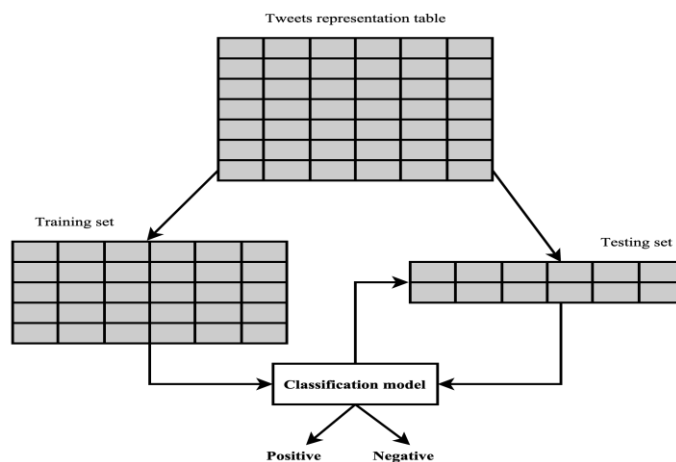 Tweets representation table
Training set
Testing set
Classification model
Positive
Negative